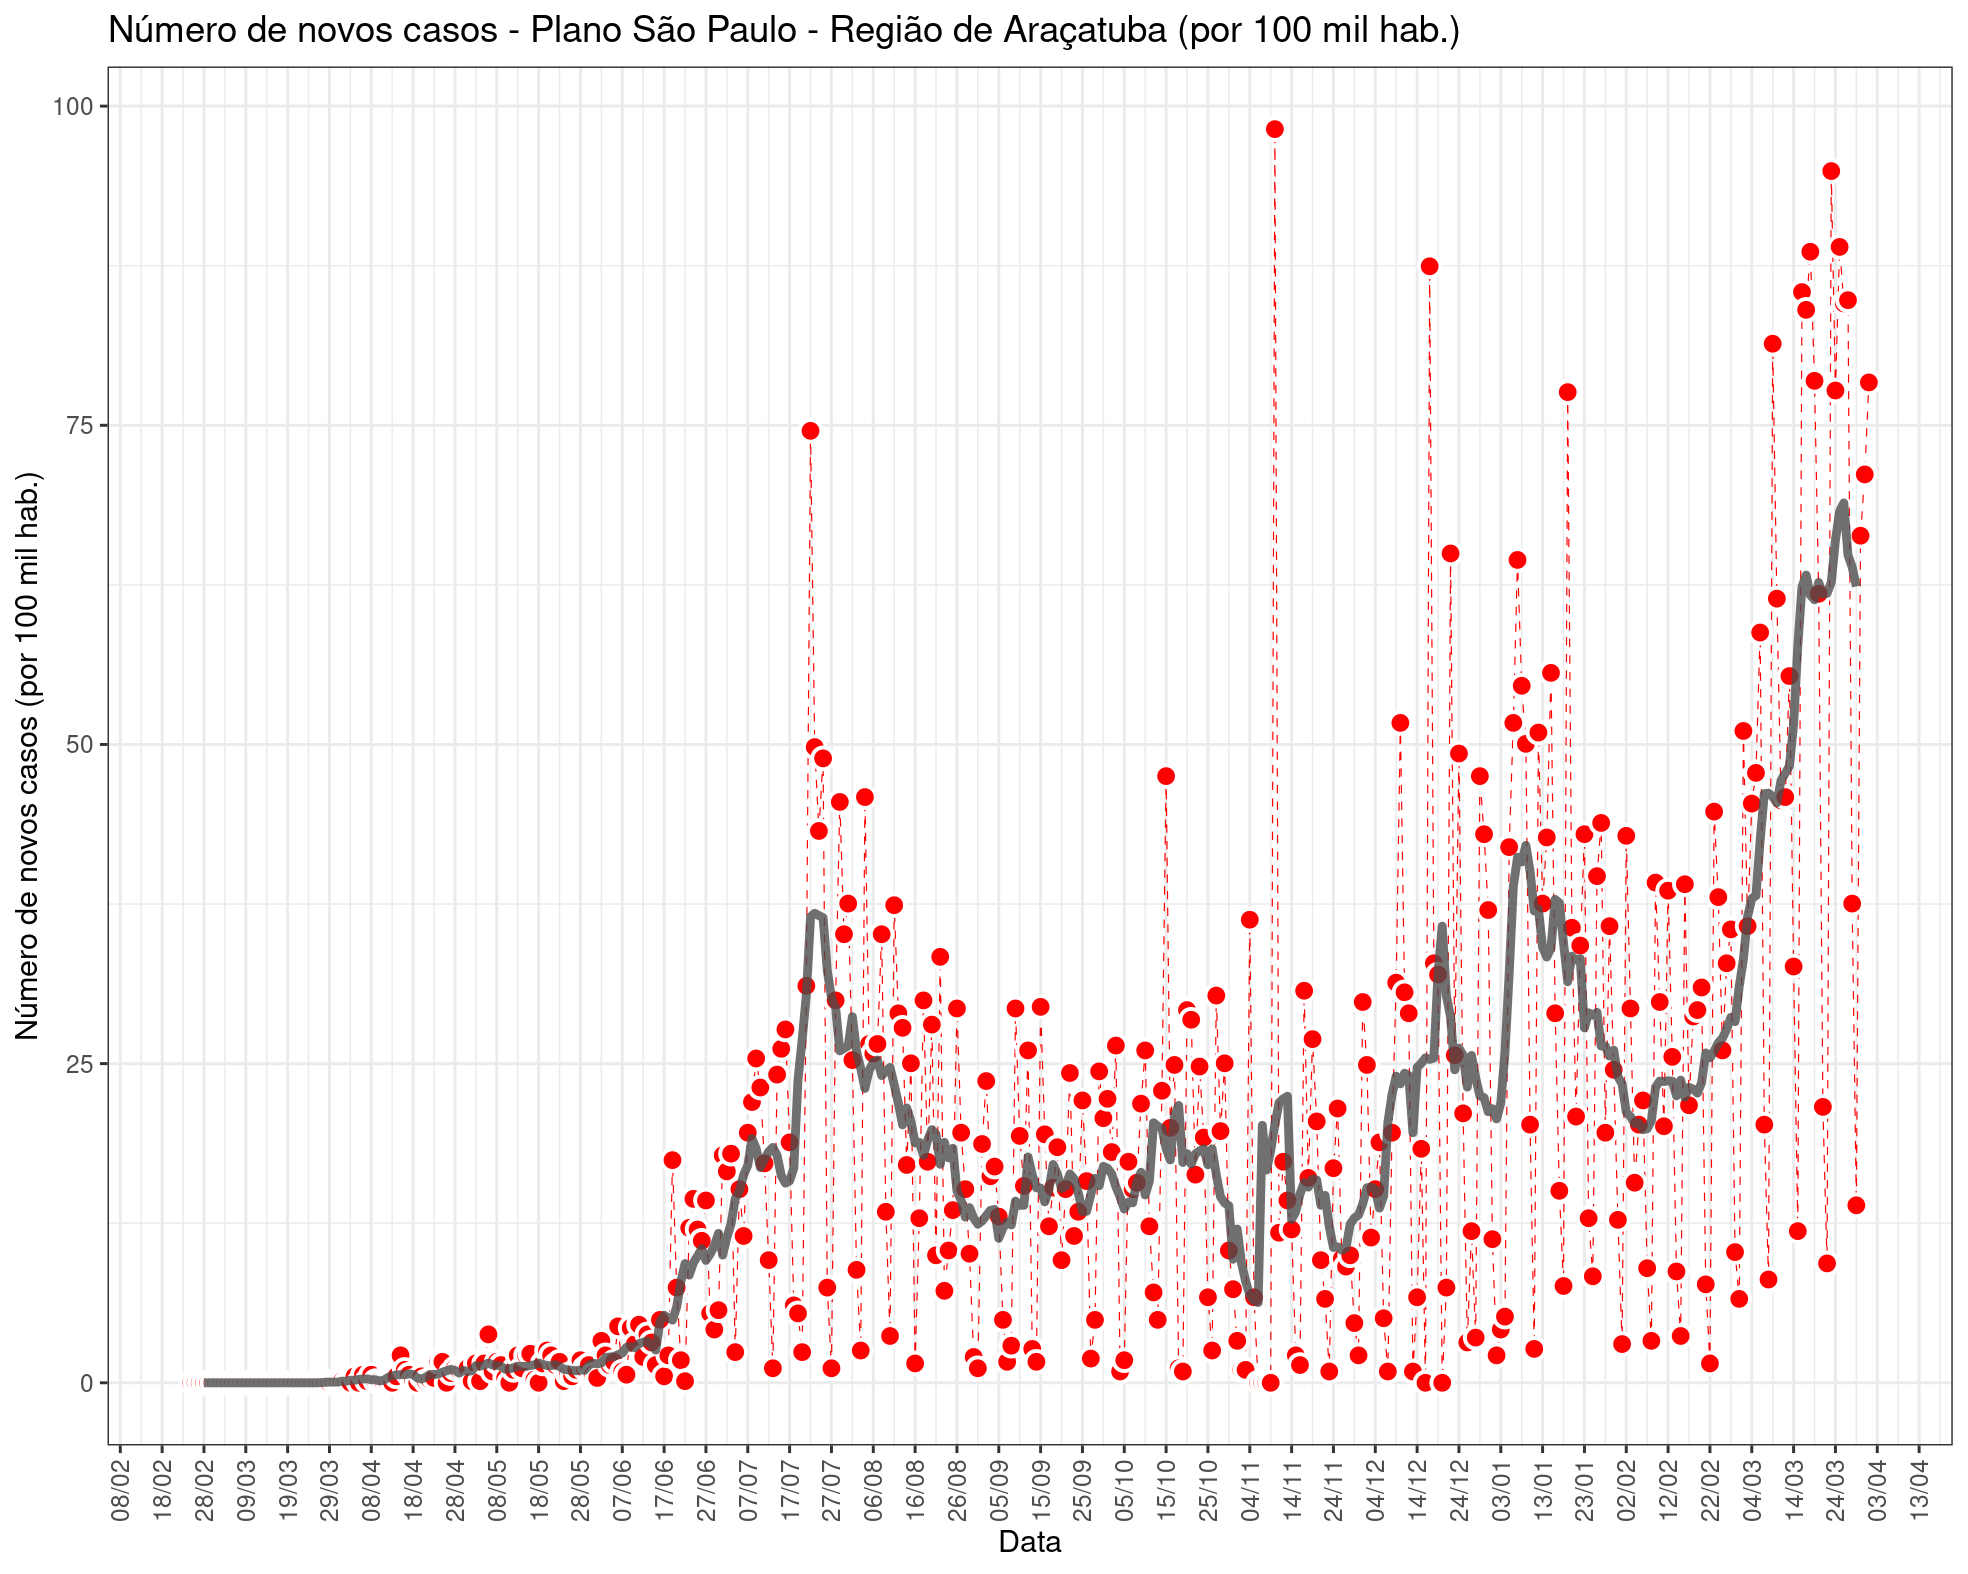 Número de novos casos - Plano São Paulo - Região de Araçatuba (por 100 mil hab.)
Número de novos casos (por 100 mil hab.)
100
75
50
25
0
08/02 18/02 28/02 09/03 19/03 29/03 08/04 18/04 28/04 08/05 18/05 28/05 07/06 17/06 27/06 07/07 17/07 27/07 06/08 16/08 26/08 05/09 15/09 25/09 05/10 15/10 25/10 04/11 14/11 24/11 04/12 14/12 24/12 03/01 13/01 23/01 02/02 12/02 22/02 04/03 14/03 24/03 03/04 13/04
Data